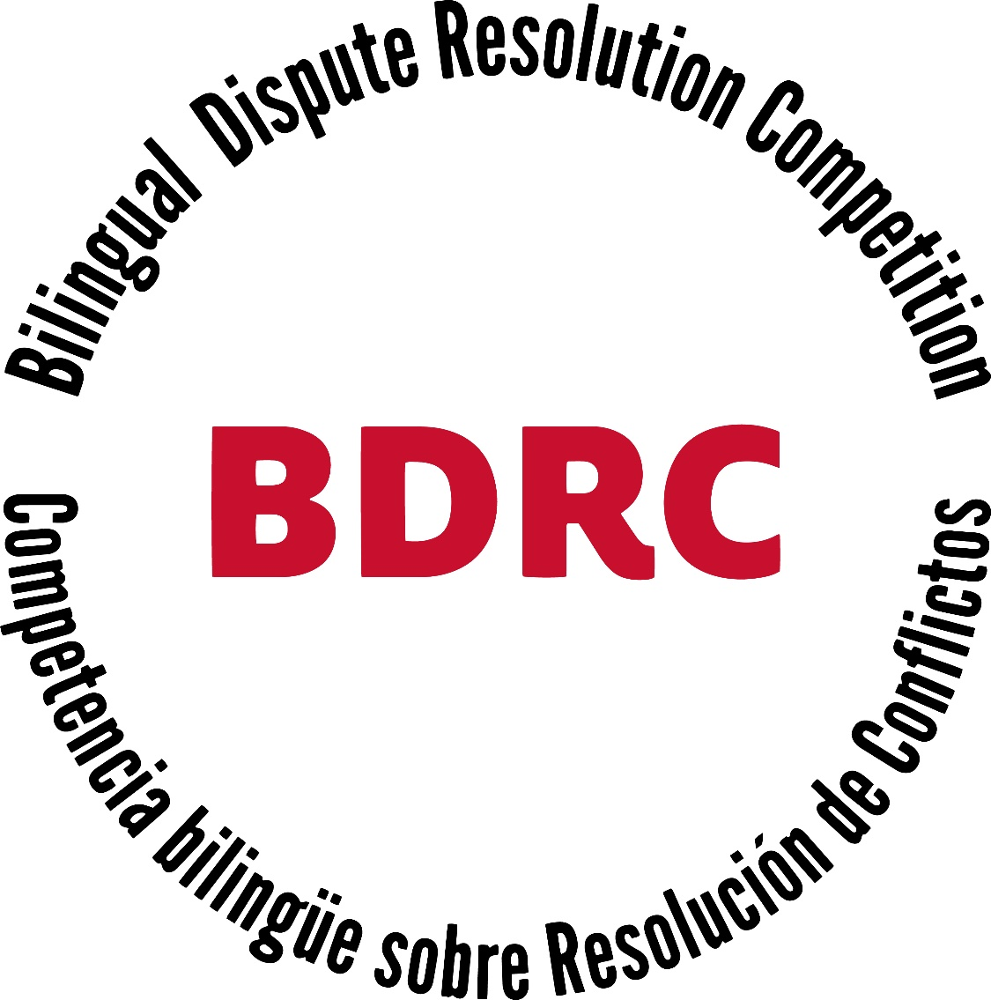 Bilingual Dispute Resolution Competition
BDRC
Competencia bilingüe sobre Resolución de Conflictos